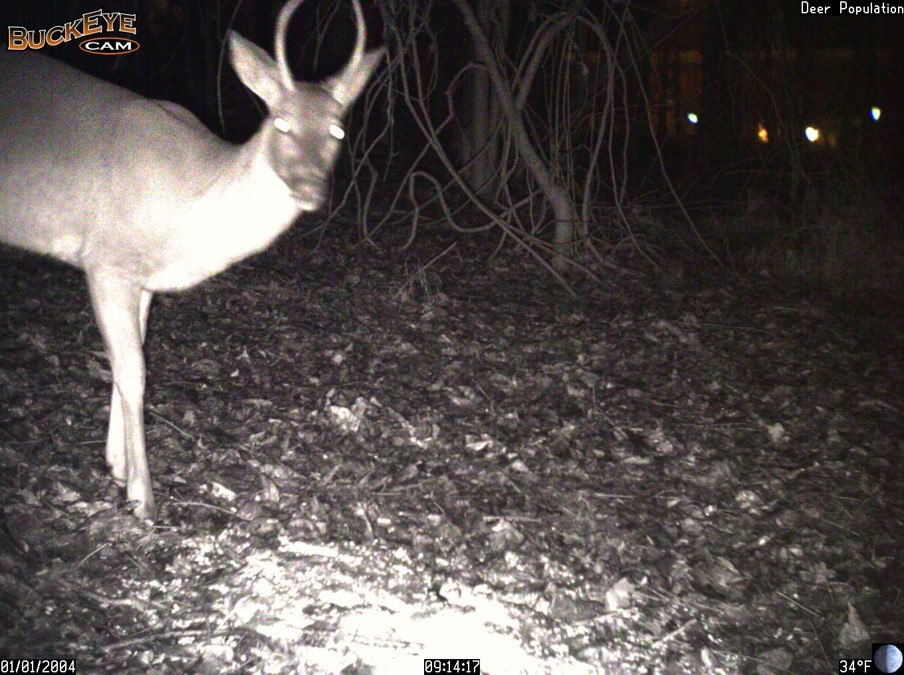 BuckEye
CAM
Deer Population
01/01/2004
09:14:17
34°F